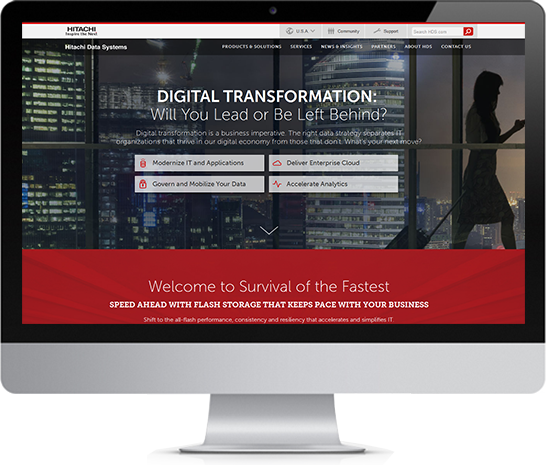 HITACHI
Inspire the Next
U.S.A
Community
Support
Search HDS.com
Hitachi Data Systems
PRODUCTS & SOLUTIONS SERVICES NEWS & INSIGHTS PARTNERS ABOUT HDS CONTACT US
DIGITAL TRANSFORMATION:
Will You Lead or Be Left Behind?
Digital transformation is a business imperative. The right data strategy separates IT
organizations that thrive in our digital economy from those that don't. What's your next move?
Modernize IT and Applications
Deliver Enterprise Cloud
Govern and Mobilize Your Data
Accelerate Analytics
Welcome to Survival of the Fastest
SPEED AHEAD WITH FLASH STORAGE THAT KEEPS PACE WITH YOUR BUSINESS
Shift to the all-flash performance, consistency and resiliency that accelerates and simplifies IT.